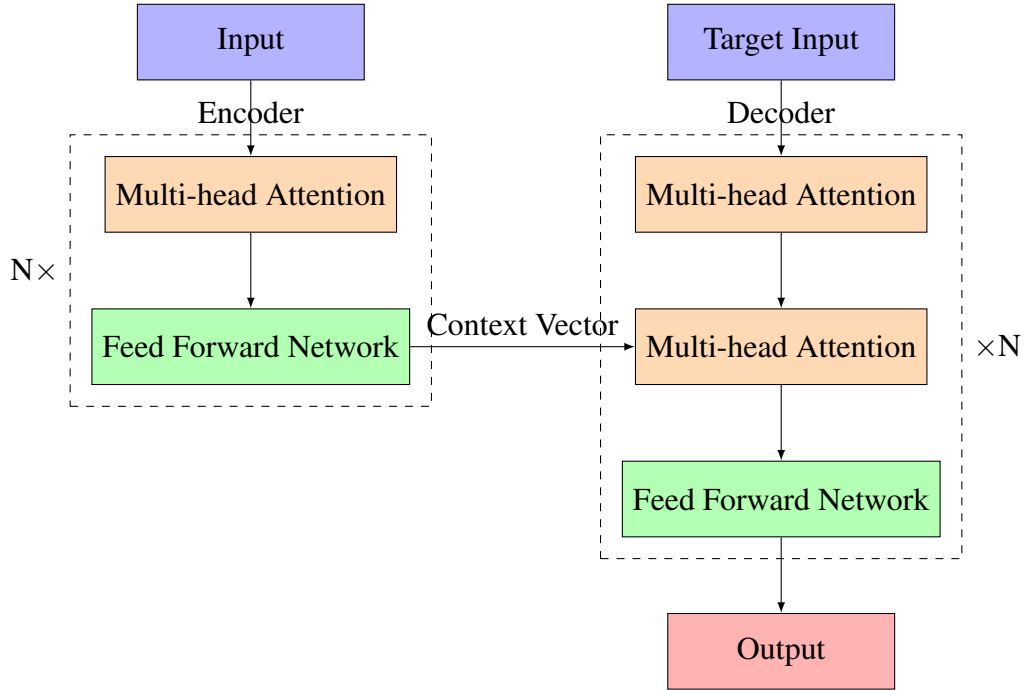 Input
Target Input
Encoder
Decoder
Multi-head Attention
Multi-head Attention
N×
Feed Forward Network
Context Vector
Multi-head Attention
×N
Feed Forward Network
Output